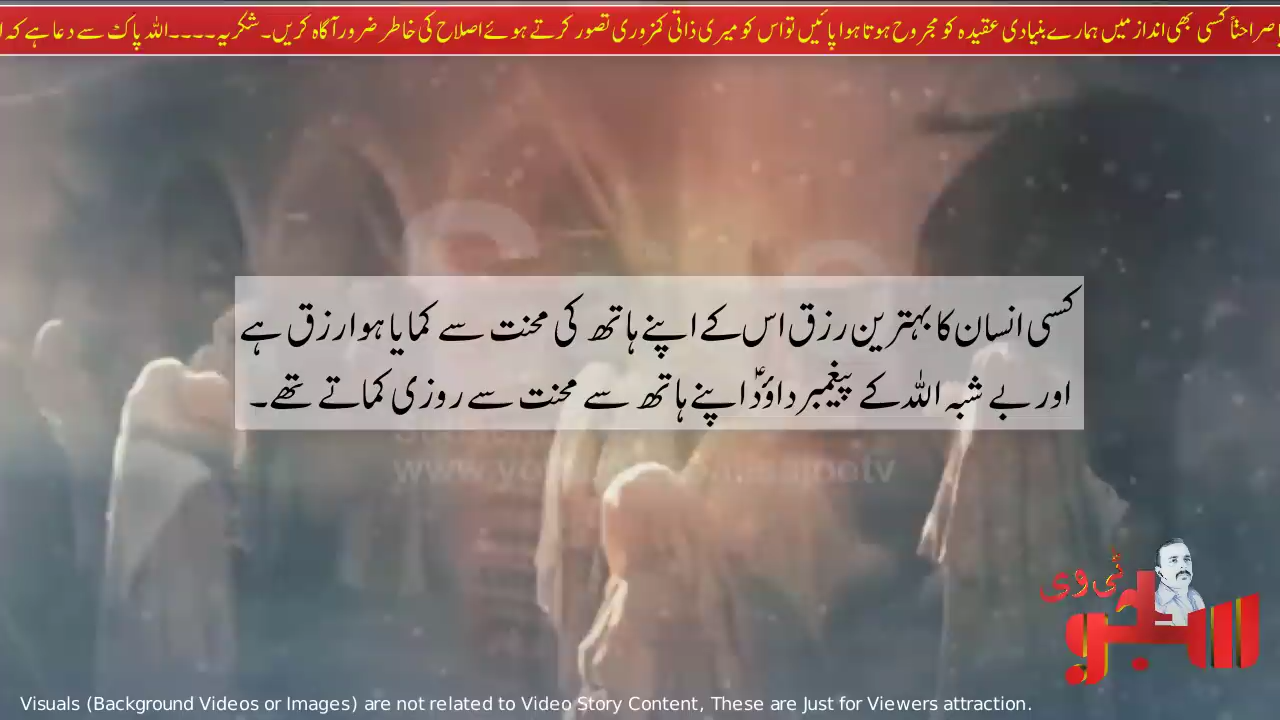 صراحتاً کسی بھی انداز میں ہمارے بنیادی عقیدہ کو مجروح ہوتا ہوا پائیں تو اس کو میری ذاتی کمزوری تصور کرتے ہوئے اصلاح کی خاطر ضرور آگاہ کریں۔ شکریہ۔۔۔۔ اللہ پاک سے دعا ہے کہ
کسی انسان کا بہترین رزق اس کے اپنے ہاتھ کی محنت سے کمایا ہوا رزق ہے
اور بے شبہ اللہ کے پیغمبر داؤدؑ اپنے ہاتھ سے محنت سے روزی کماتے تھے۔
ٹی وی
Visuals (Background Videos or Images) are not related to Video Story Content, These are Just for Viewers attraction.